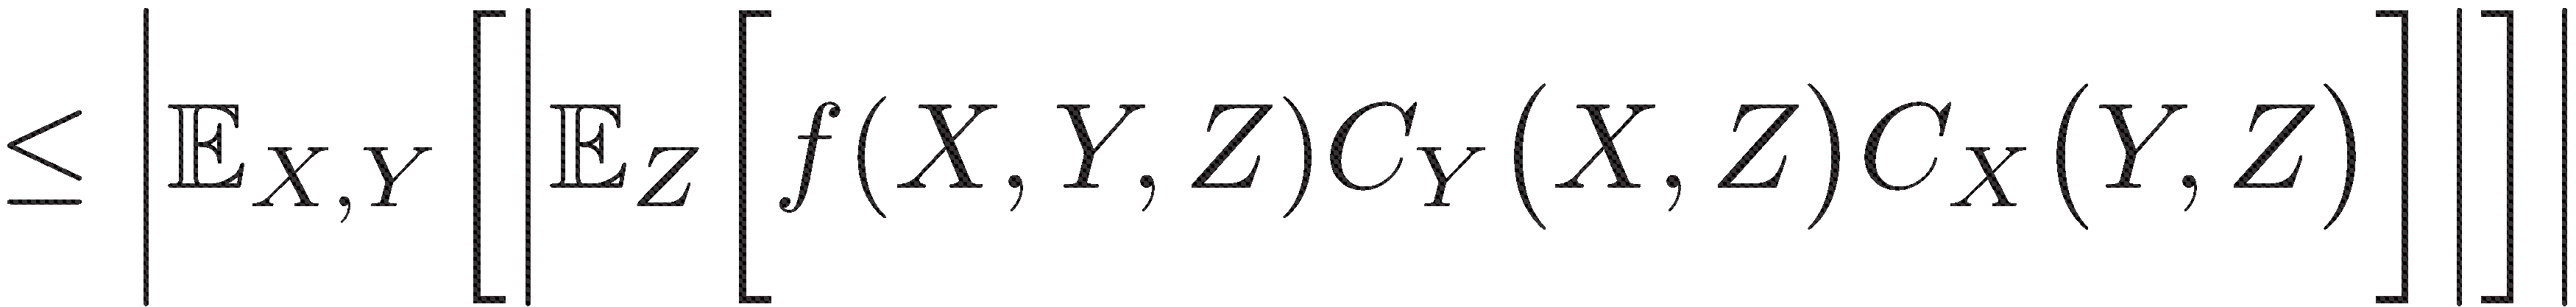 ≤ |𝔼_{X,Y} [|𝔼_Z [f(X, Y, Z)C_Y(X, Z)C_X(Y, Z)]|]|